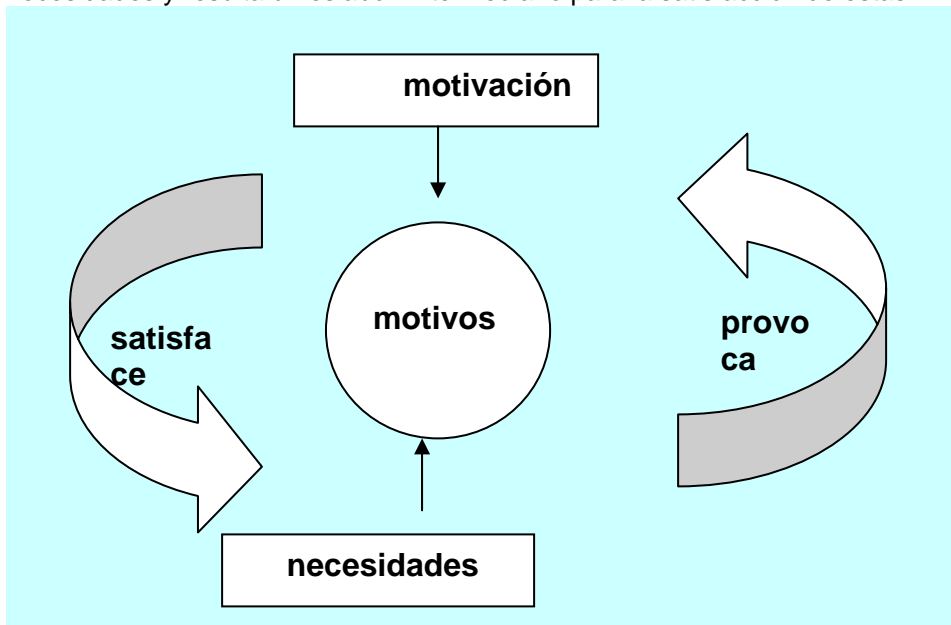 motivación
motivos
satisfa
ce
provo
ca
necesidades